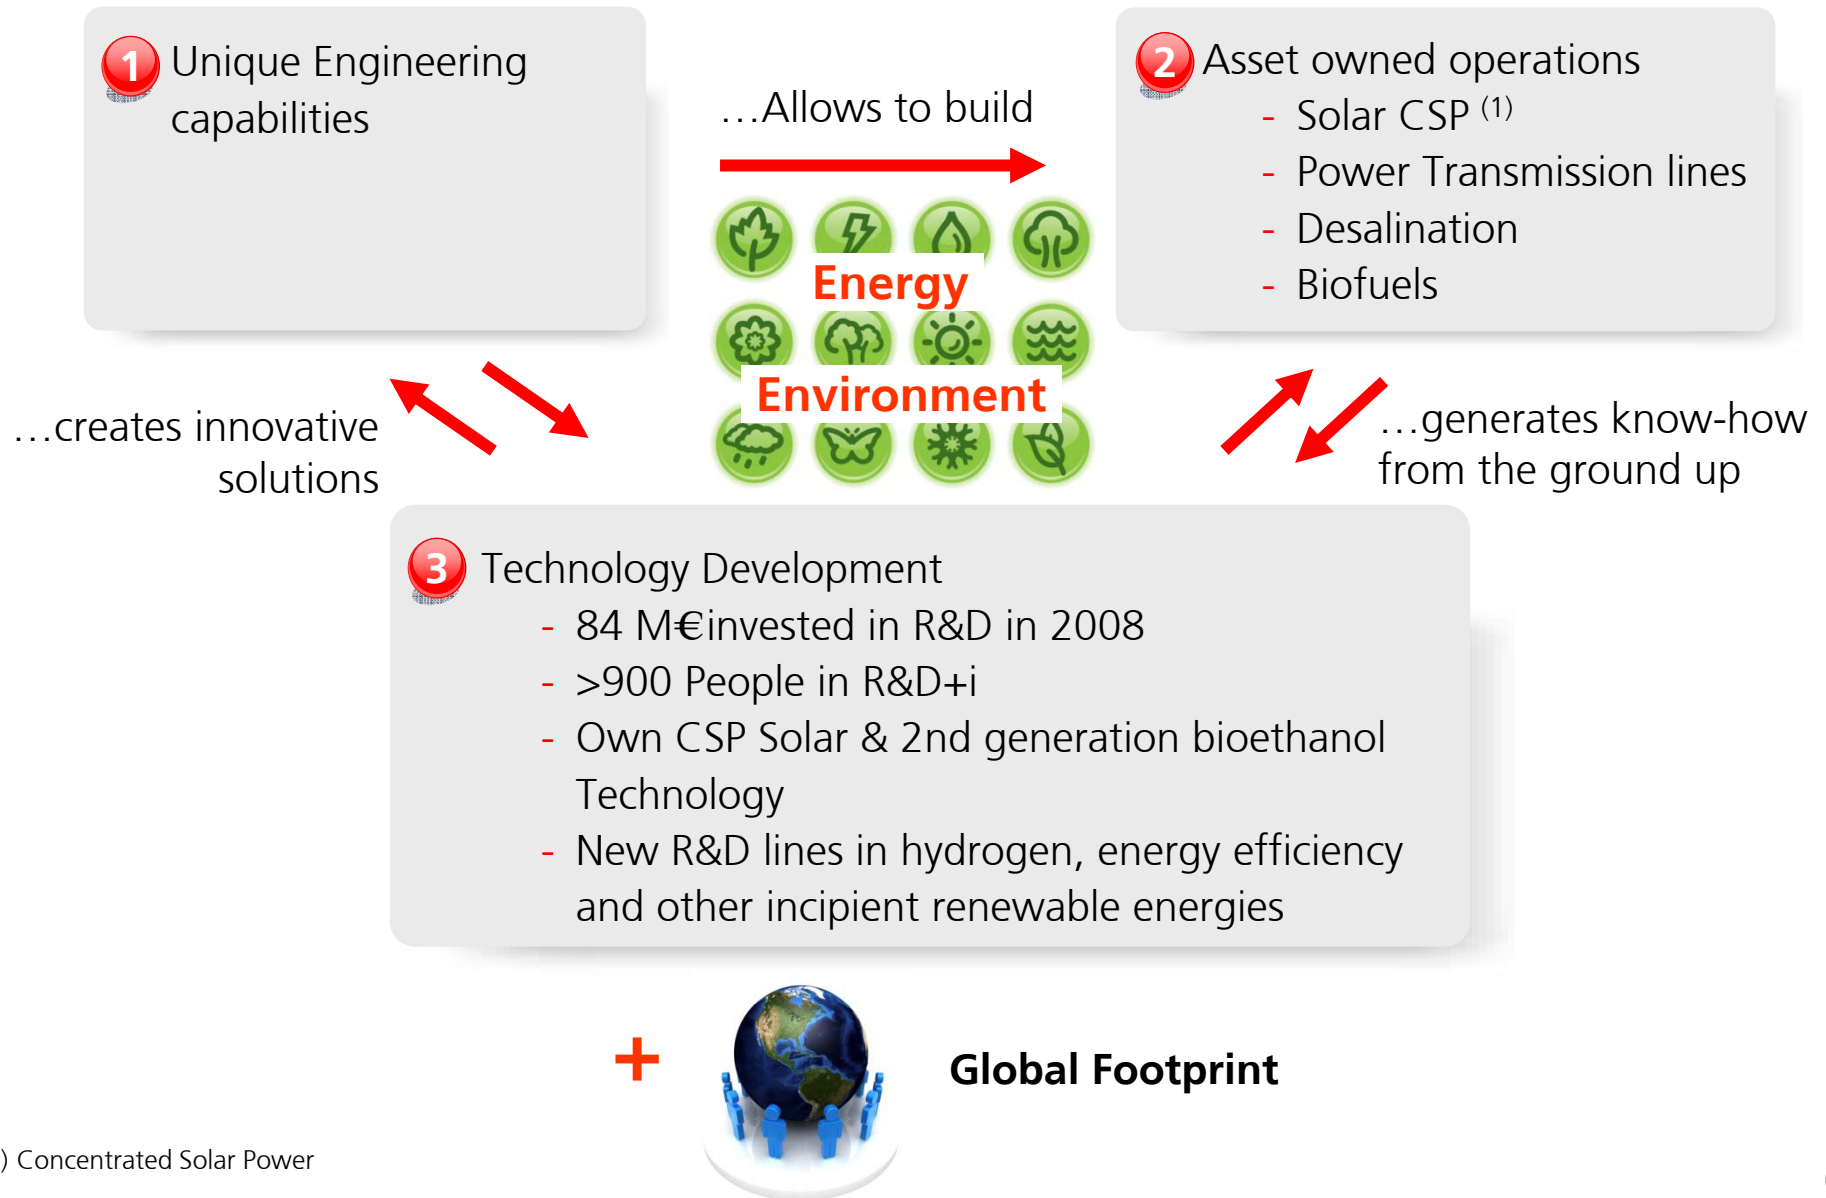 1 Unique Engineering
capabilities
…Allows to build
2 Asset owned operations
- Solar CSP (1)
- Power Transmission lines
- Desalination
- Biofuels
Energy
Environment
…creates innovative
solutions
…generates know-how
from the ground up
3 Technology Development
- 84 M€invested in R&D in 2008
- >900 People in R&D+i
- Own CSP Solar & 2nd generation bioethanol
Technology
- New R&D lines in hydrogen, energy efficiency
and other incipient renewable energies
+ Global Footprint
) Concentrated Solar Power